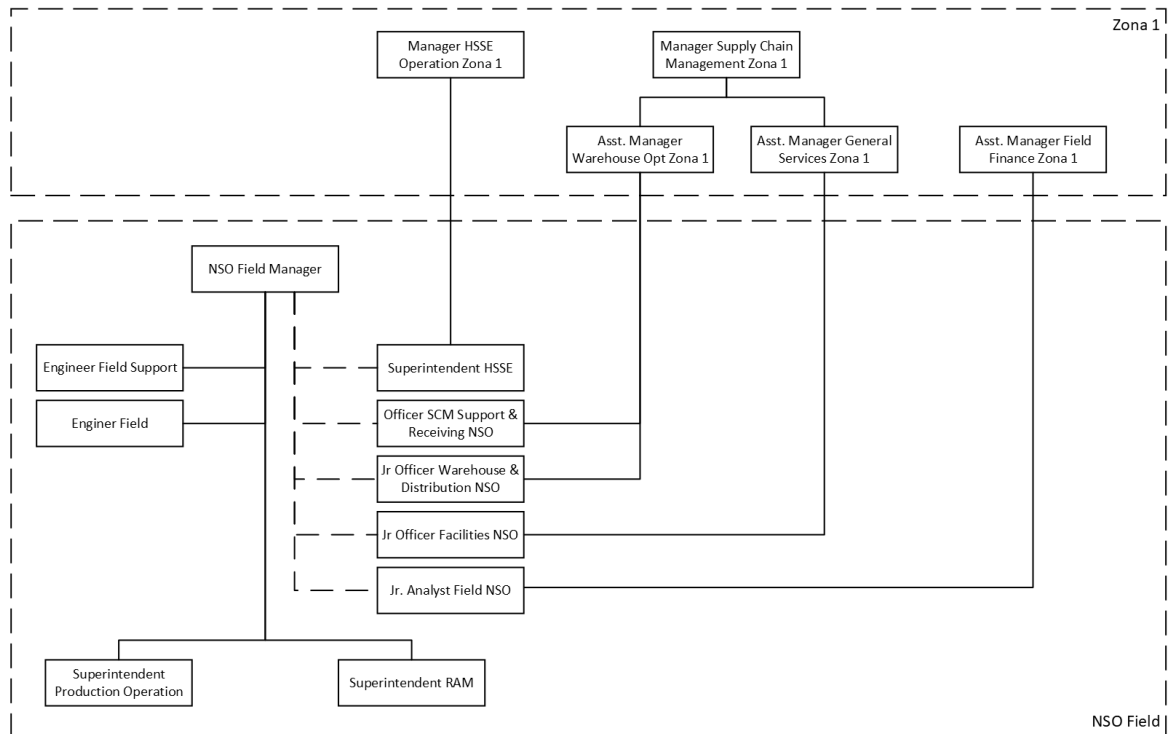 Zona 1
Manager HSSE
Operation Zona 1
Manager Supply Chain
Management Zona 1
Asst. Manager
Warehouse Opt Zona 1
Asst. Manager General
Services Zona 1
Asst. Manager Field
Finance Zona 1
NSO Field Manager
Engineer Field Support
Superintendent HSSE
Enginer Field
Officer SCM Support &
Receiving NSO
Jr Officer Warehouse &
Distribution NSO
Jr Officer Facilities NSO
Jr. Analyst Field NSO
Superintendent
Production Operation
Superintendent RAM
NSO Field